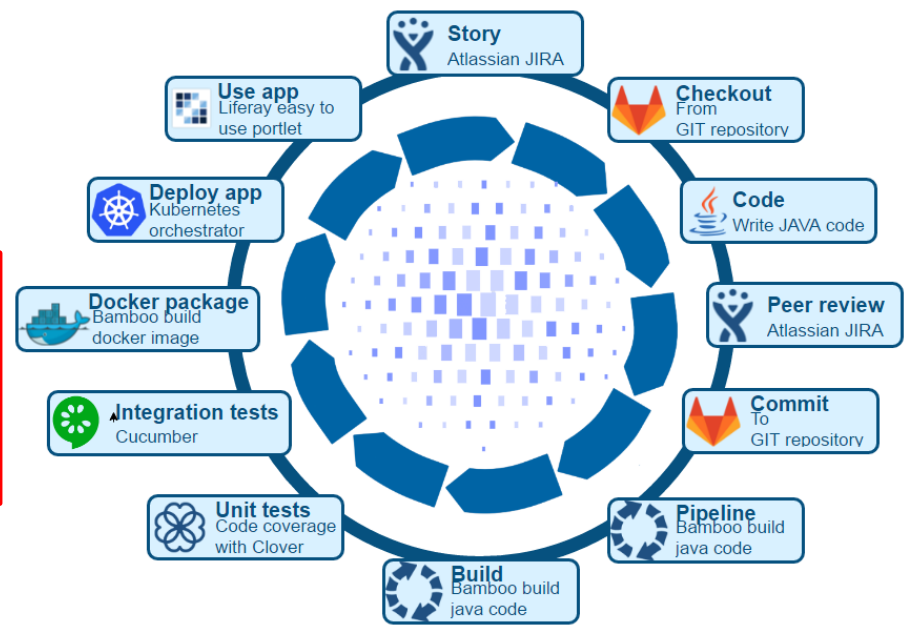 Story
Atlassian JIRA
Checkout
From
GIT repository
Code
Write JAVA code
Peer review
Atlassian JIRA
Commit
To
GIT repository
Pipeline
Bamboo build
java code
Build
Bamboo build
java code
Unit tests
Code coverage
with Clover
Integration tests
Cucumber
Docker package
Bamboo build
docker image
Deploy app
Kubernetes
orchestrator
Use app
Liferay easy to
use portlet